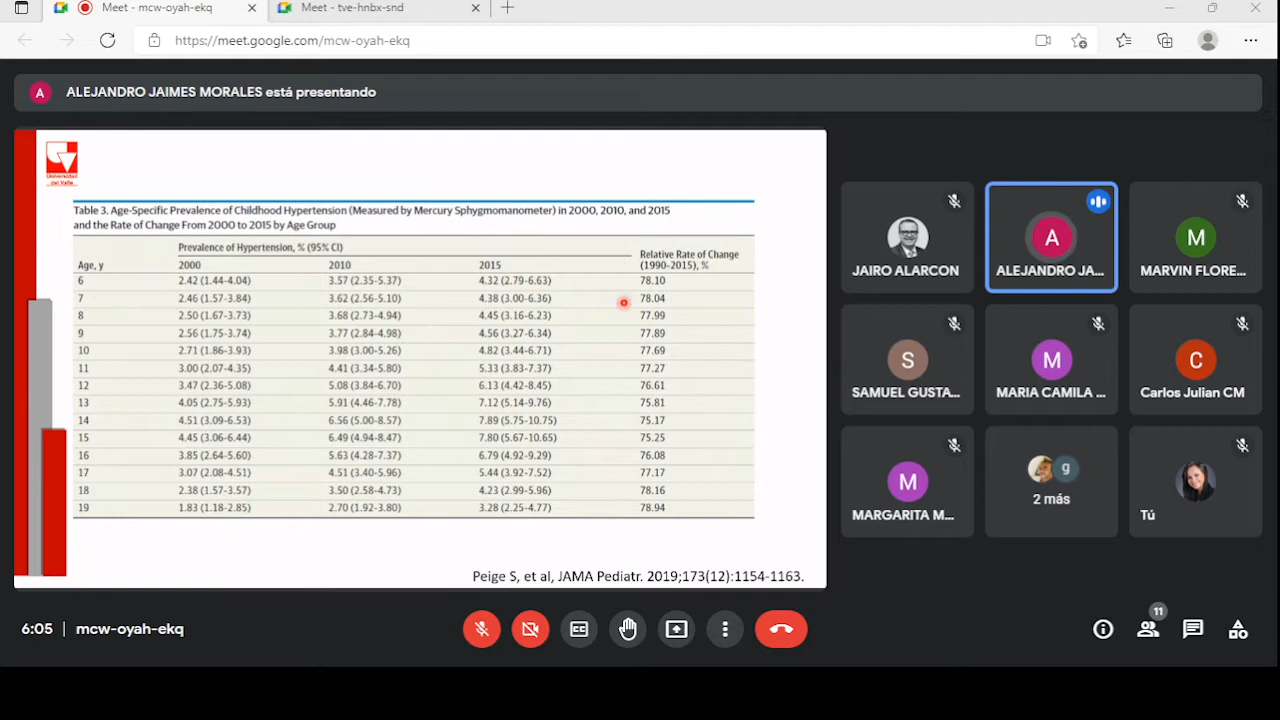 Meet - mcw-oyah-ekq
Meet - tve-hnbx-snd
https://meet.google.com/mcw-oyah-ekq
A ALEJANDRO JAIMES MORALES está presentando
Universidad
del Valle
Table 3. Age-Specific Prevalence of Childhood Hypertension (Measured by Mercury Sphygmomanometer) in 2000, 2010, and 2015
and the Rate of Change From 2000 to 2015 by Age Group
Prevalence of Hypertension, % (95% CI)
Relative Rate of Change
Age, y 2000 2010 2015 (1990-2015), %
6 2.42 (1.44-4.04) 3.57 (2.35-5.37) 4.32 (2.79-6.63) 78.10
7 2.46 (1.57-3.84) 3.62 (2.56-5.10) 4.38 (3.00-6.36) 78.04
8 2.50 (1.67-3.73) 3.68 (2.73-4.94) 4.45 (3.16-6.23) 77.99
9 2.56 (1.75-3.74) 3.77 (2.84-4.98) 4.56 (3.27-6.34) 77.89
10 2.71 (1.86-3.93) 3.98 (3.00-5.26) 4.82 (3.44-6.71) 77.69
11 3.00 (2.07-4.35) 4.41 (3.34-5.80) 5.33 (3.83-7.37) 77.27
12 3.47 (2.36-5.08) 5.08 (3.84-6.70) 6.13 (4.42-8.45) 76.61
13 4.05 (2.75-5.93) 5.91 (4.46-7.78) 7.12 (5.14-9.76) 75.81
14 4.51 (3.09-6.53) 6.56 (5.00-8.57) 7.89 (5.75-10.75) 75.17
15 4.45 (3.06-6.44) 6.49 (4.94-8.47) 7.80 (5.67-10.65) 75.25
16 3.85 (2.64-5.60) 5.63 (4.28-7.37) 6.79 (4.92-9.29) 76.08
17 3.07 (2.08-4.51) 4.51 (3.40-5.96) 5.44 (3.92-7.52) 77.17
18 2.38 (1.57-3.57) 3.50 (2.58-4.73) 4.23 (2.99-5.96) 78.16
19 1.83 (1.18-2.85) 2.70 (1.92-3.80) 3.28 (2.25-4.77) 78.94
Peige S, et al, JAMA Pediatr. 2019;173(12):1154-1163.
JAIRO ALARCON
A
ALEJANDRO JA...
M
MARVIN FLORE...
S
SAMUEL GUSTA...
M
MARIA CAMILA ...
C
Carlos Julian CM
M
MARGARITA M...
g
2 más
Tú
6:05 | mcw-oyah-ekq
CC
11